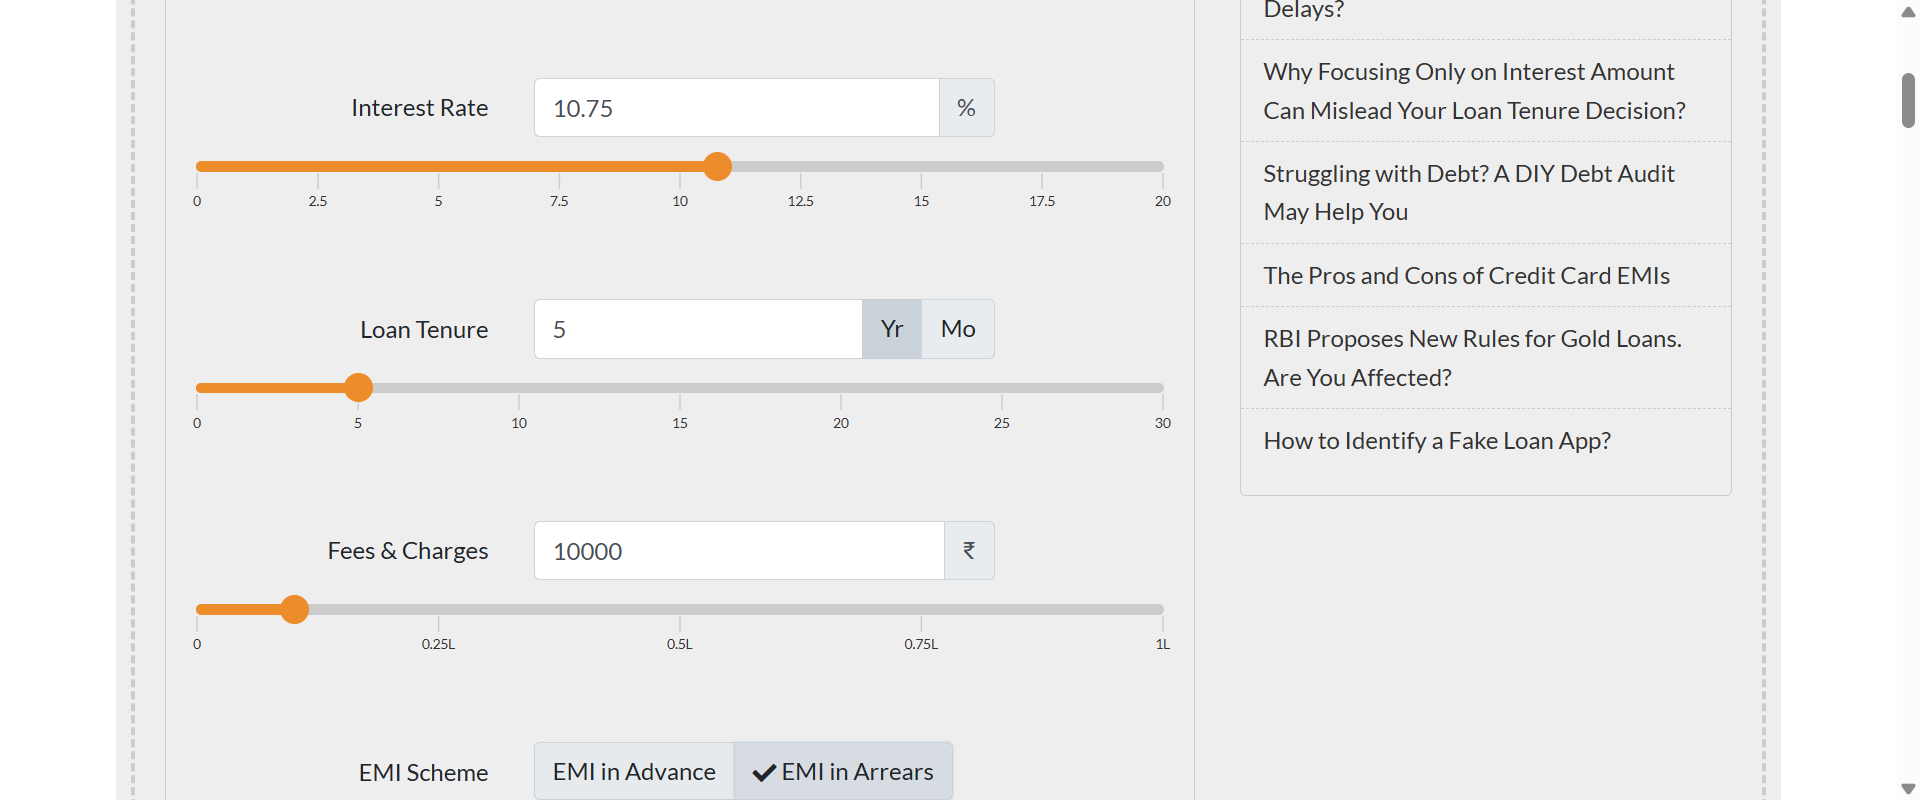 Interest Rate
10.75
%
0
2.5
5
7.5
10
12.5
15
17.5
20
Loan Tenure
5
Yr
Mo
0
5
10
15
20
25
30
Fees & Charges
10000
₹
0
0.25L
0.5L
0.75L
1L
EMI Scheme
EMI in Advance
EMI in Arrears
Delays?
Why Focusing Only on Interest Amount
Can Mislead Your Loan Tenure Decision?
Struggling with Debt? A DIY Debt Audit
May Help You
The Pros and Cons of Credit Card EMIs
RBI Proposes New Rules for Gold Loans.
Are You Affected?
How to Identify a Fake Loan App?